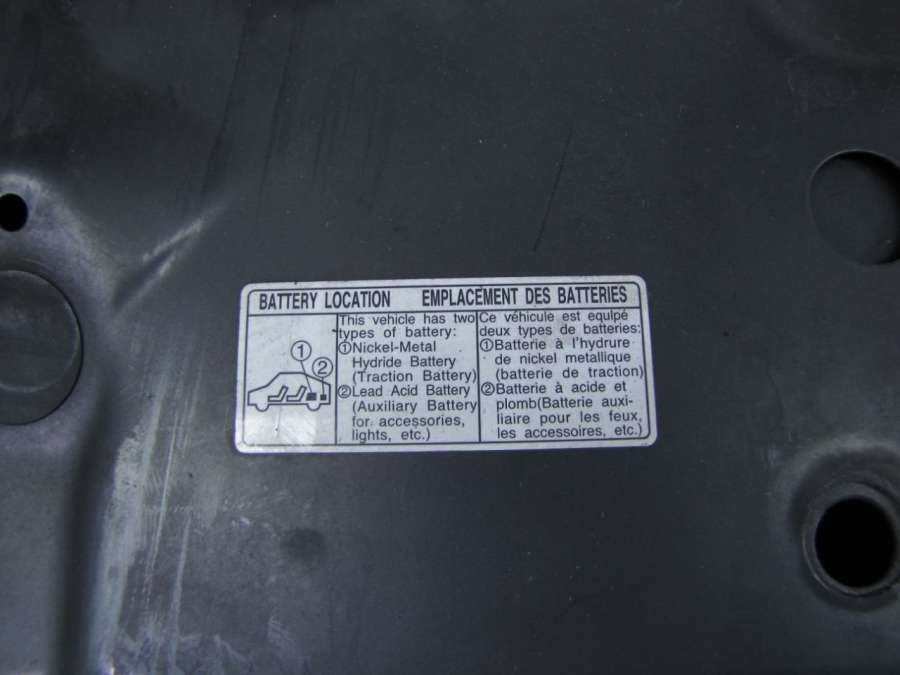 BATTERY LOCATION EMPLACEMENT DES BATTERIES
1
2
This vehicle has two
types of battery:
①Nickel-Metal
Hydride Battery
(Traction Battery)
②Lead Acid Battery
(Auxiliary Battery
for accessories,
lights, etc.)
Ce véhicule est equipé
deux types de batteries:
①Batterie à l'hydrure
de nickel metallique
(batterie de traction)
②Batterie à acide et
plomb(Batterie auxi-
liaire pour les feux,
les accessoires, etc.)